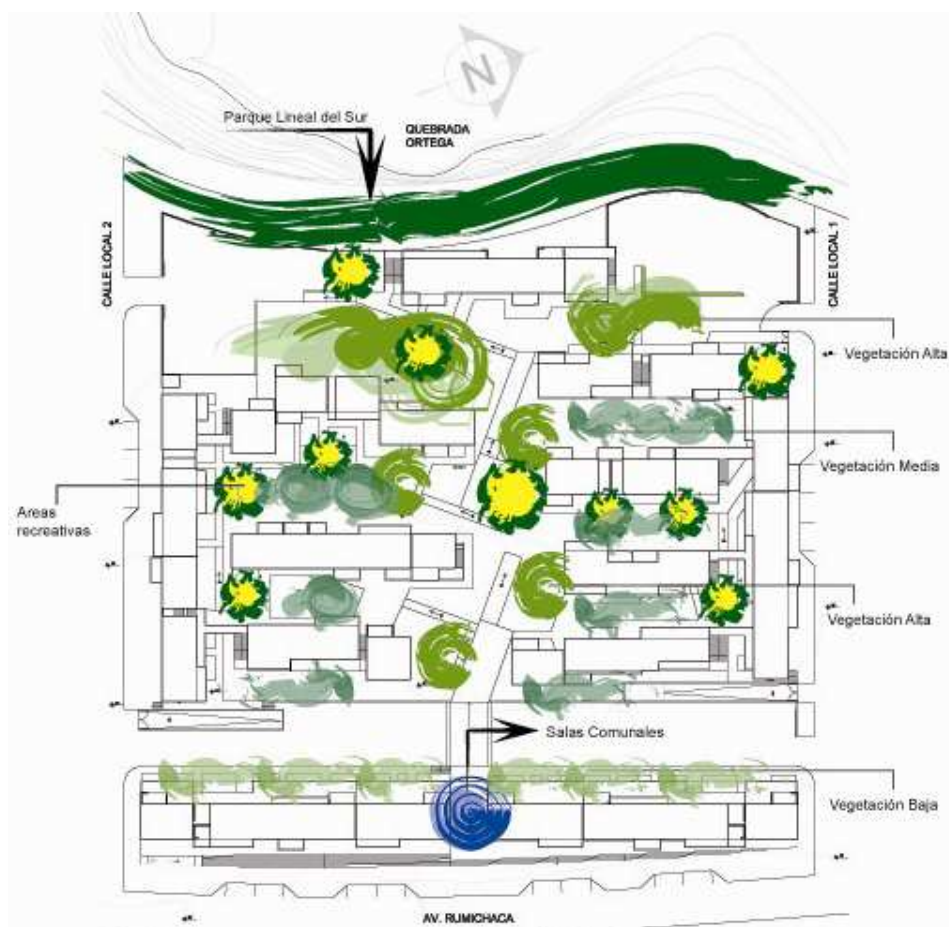 N
Parque Lineal del Sur
QUEBRADA
ORTEGA
CALLE LOCAL 2
CALLE LOCAL 1
Vegetación Alta
Vegetación Media
Areas
recreativas
Vegetación Alta
Salas Comunales
Vegetación Baja
AV. RUMICHACA